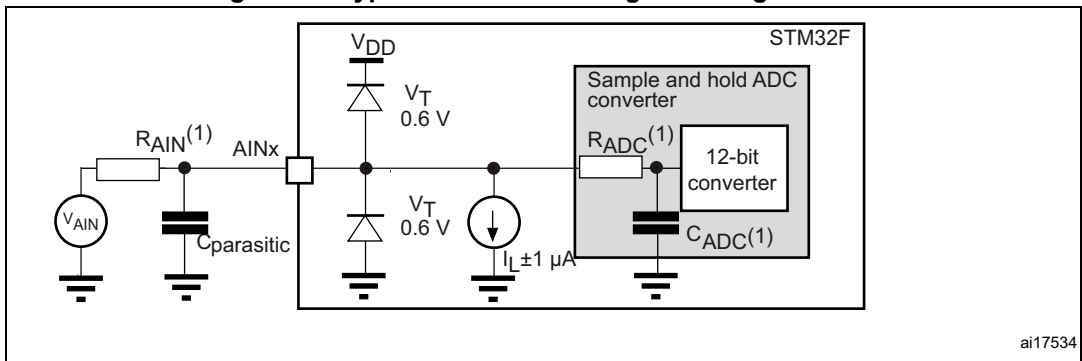 STM32F
VDD
Sample and hold ADC
converter
VT
0.6 V
RAIN(1)
AINx
RADC(1)
12-bit
converter
VAIN
Cparasitic
VT
0.6 V
IL±1 µA
CADC(1)
ai17534